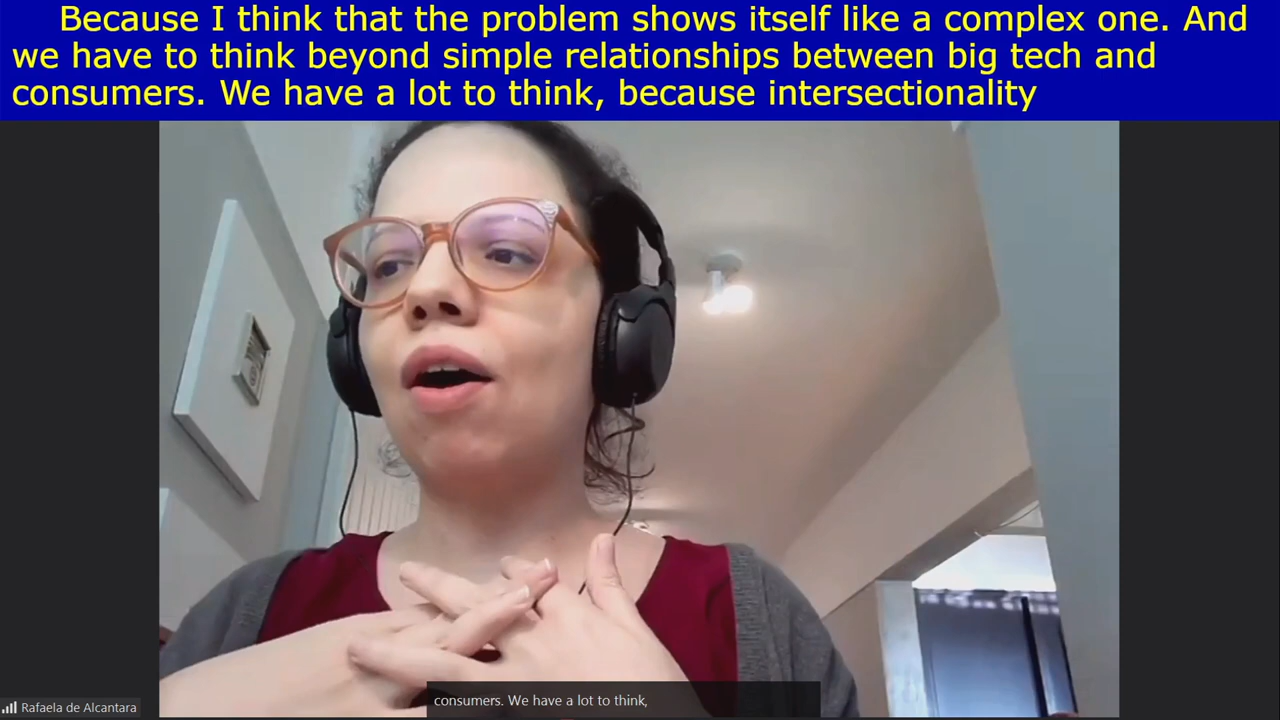 Because I think that the problem shows itself like a complex one. And
we have to think beyond simple relationships between big tech and
consumers. We have a lot to think, because intersectionality
consumers. We have a lot to think,
Rafaela de Alcantara